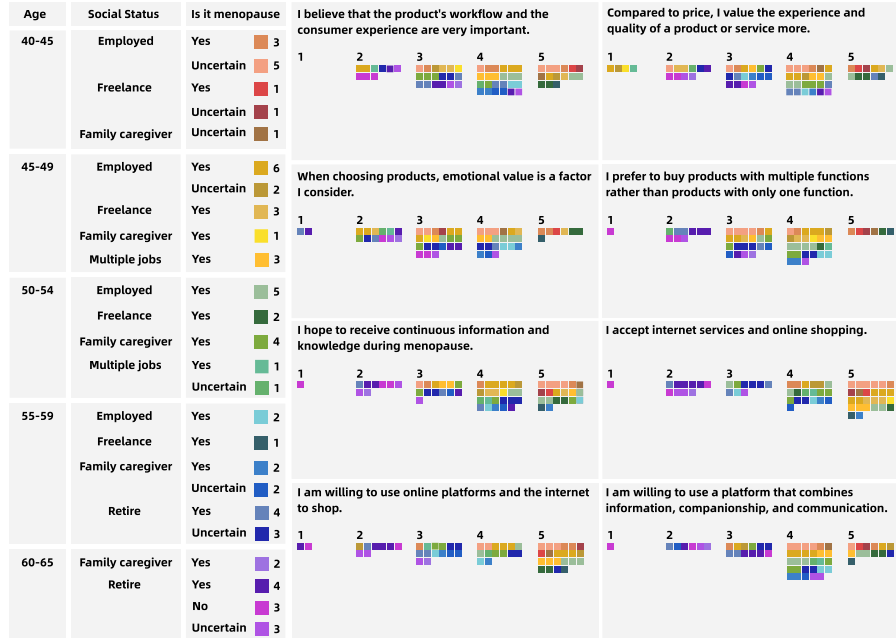 Age Social Status Is it menopause
40-45 Employed Yes 3
Uncertain 5
Freelance Yes 1
Uncertain 1
Family caregiver Uncertain 1
45-49 Employed Yes 6
Uncertain 2
Freelance Yes 3
Family caregiver Yes 1
Multiple jobs Yes 3
50-54 Employed Yes 5
Freelance Yes 2
Family caregiver Yes 4
Multiple jobs Yes 1
Uncertain 1
55-59 Employed Yes 2
Freelance Yes 1
Family caregiver Yes 2
Uncertain 2
Retire Yes 4
Uncertain 3
60-65 Family caregiver Yes 2
Retire Yes 4
No 3
Uncertain 3
I believe that the product's workflow and the
consumer experience are very important.
1 2 3 4 5
Compared to price, I value the experience and
quality of a product or service more.
1 2 3 4 5
When choosing products, emotional value is a factor
I consider.
1 2 3 4 5
I prefer to buy products with multiple functions
rather than products with only one function.
1 2 3 4 5
I hope to receive continuous information and
knowledge during menopause.
1 2 3 4 5
I accept internet services and online shopping.
1 2 3 4 5
I am willing to use online platforms and the internet
to shop.
1 2 3 4 5
I am willing to use a platform that combines
information, companionship, and communication.
1 2 3 4 5